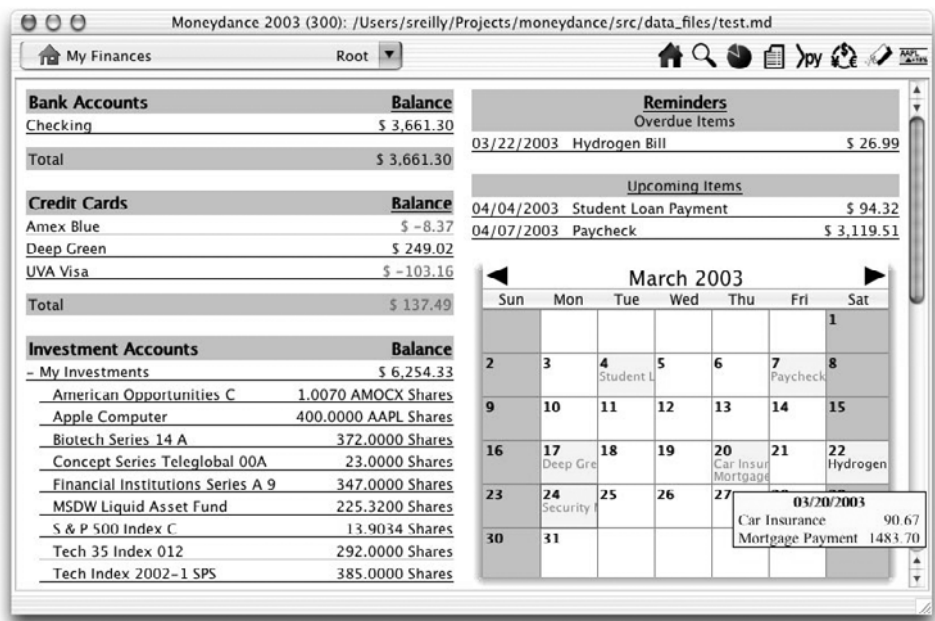 Moneydance 2003 (300): /Users/sreilly/Projects/moneydance/src/data_files/test.md
My Finances Root
py
AAPL
Bank Accounts Balance
Checking $ 3,661.30
Total $ 3,661.30
Credit Cards Balance
Amex Blue $ -8.37
Deep Green $ 249.02
UVA Visa $ -103.16
Total $ 137.49
Investment Accounts Balance
- My Investments $ 6,254.33
American Opportunities C 1.0070 AMOCX Shares
Apple Computer 400.0000 AAPL Shares
Biotech Series 14 A 372.0000 Shares
Concept Series Teleglobal 00A 23.0000 Shares
Financial Institutions Series A 9 347.0000 Shares
MSDW Liquid Asset Fund 225.3200 Shares
S & P 500 Index C 13.9034 Shares
Tech 35 Index 012 292.0000 Shares
Tech Index 2002-1 SPS 385.0000 Shares
Reminders
Overdue Items
03/22/2003 Hydrogen Bill $ 26.99
Upcoming Items
04/04/2003 Student Loan Payment $ 94.32
04/07/2003 Paycheck $ 3,119.51
March 2003
Sun Mon Tue Wed Thu Fri Sat
1
2 3 4 5 6 7 8
Student L Paycheck
9 10 11 12 13 14 15
16 17 18 19 20 21 22
Deep Gre Car Insur Hydrogen
Mortgage
23 24 25 26 27
Security
30 31
03/20/2003
Car Insurance 90.67
Mortgage Payment 1483.70